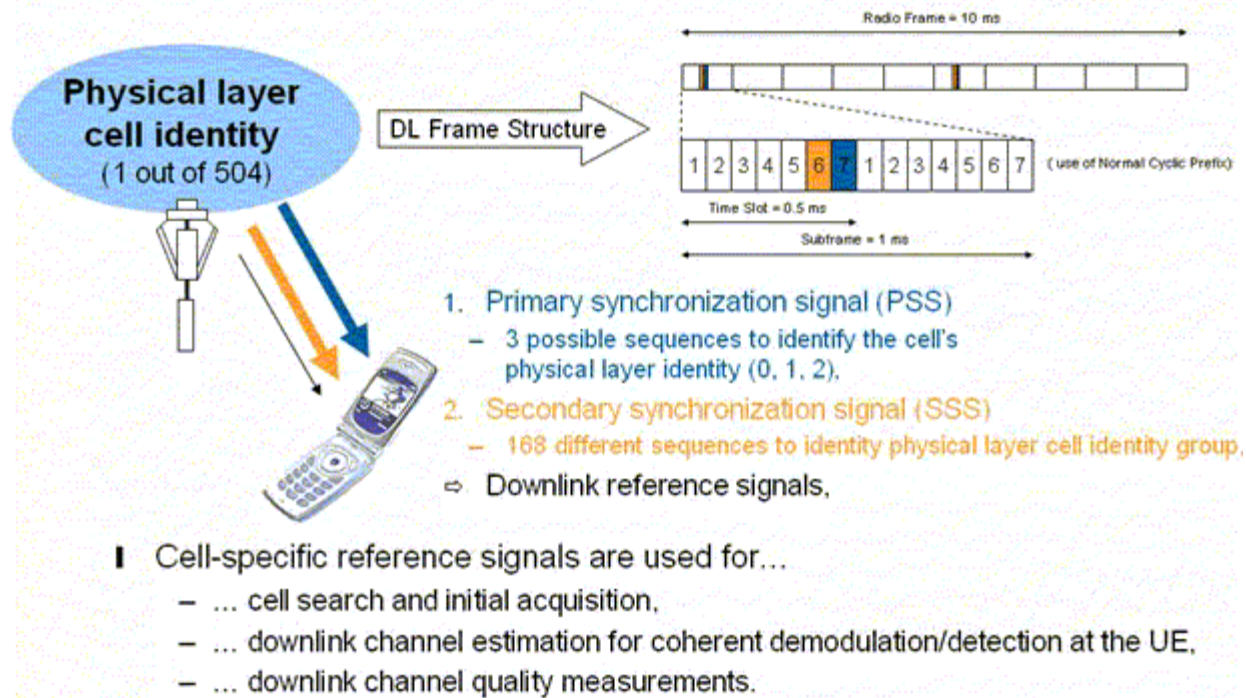 Radio Frame = 10 ms
Physical layer
cell identity
(1 out of 504)
DL Frame Structure
1 2 3 4 5 6 7 1 2 3 4 5 6 7
( use of Normal Cyclic Prefix)
Time Slot = 0.5 ms
Subframe = 1 ms
1. Primary synchronization signal (PSS)
– 3 possible sequences to identify the cell's
physical layer identity (0, 1, 2),
2. Secondary synchronization signal (SSS)
– 168 different sequences to identity physical layer cell identity group,
⇨ Downlink reference signals,
I Cell-specific reference signals are used for...
– ... cell search and initial acquisition,
– ... downlink channel estimation for coherent demodulation/detection at the UE,
– ... downlink channel quality measurements.